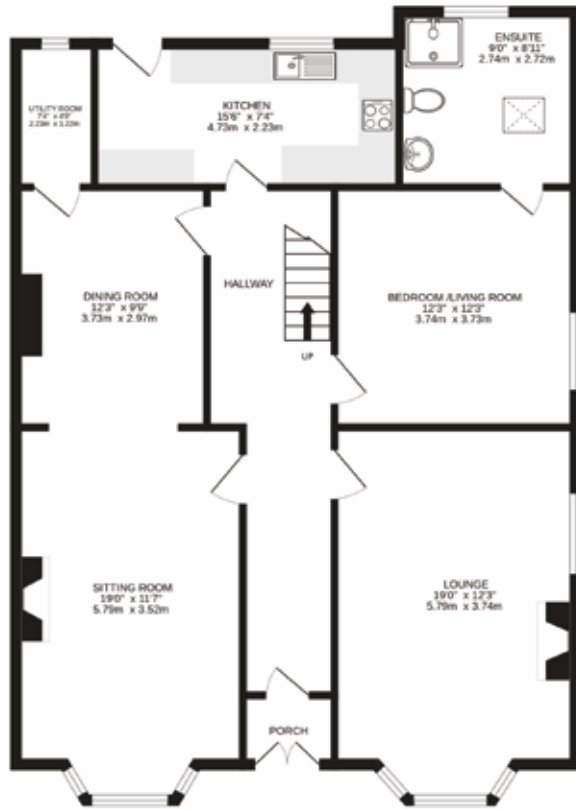 ENSUITE
9'0" x 8'11"
2.74m x 2.72m
UTILITY ROOM
KITCHEN
15'6" x 7'4"
4.73m x 2.23m
DINING ROOM
12'3" x 9'9"
3.73m x 2.97m
HALLWAY
UP
BEDROOM /LIVING ROOM
12'3" x 12'3"
3.74m x 3.73m
SITTING ROOM
19'0" x 11'7"
5.79m x 3.52m
LOUNGE
19'0" x 12'3"
5.79m x 3.74m
PORCH